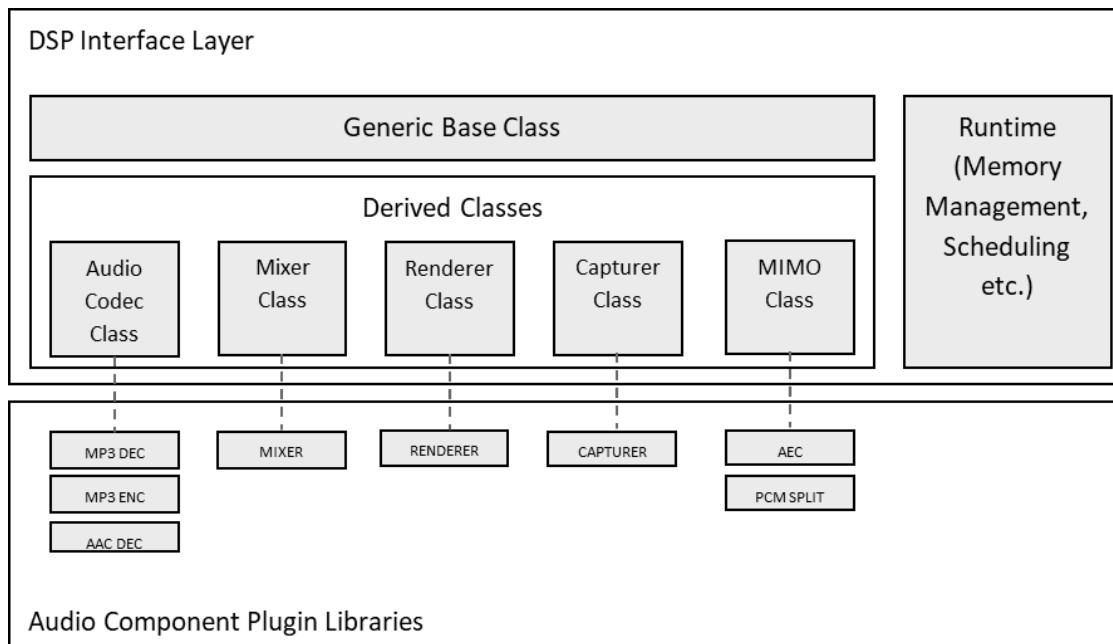 DSP Interface Layer
Generic Base Class
Runtime
(Memory
Management,
Scheduling
etc.)
Derived Classes
Audio
Codec
Class
Mixer
Class
Renderer
Class
Capturer
Class
MIMO
Class
MP3 DEC
MIXER
RENDERER
CAPTURER
AEC
MP3 ENC
PCM SPLIT
AAC DEC
Audio Component Plugin Libraries